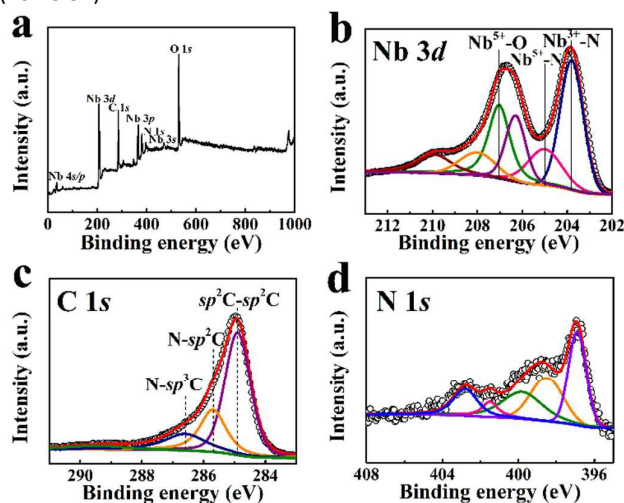 a
Intensity (a.u.)
O 1s
Nb 3d
C 1s
Nb 3p
N 1s
Nb 3s
Nb 4s/p
0 200 400 600 800 1000
Binding energy (eV)
b
Intensity (a.u.)
Nb 3d
Nb⁵⁺-O
Nb³⁺-N
Nb⁵⁺-N
212 210 208 206 204 202
Binding energy (eV)
c
Intensity (a.u.)
C 1s
sp²C-sp²C
N-sp²C
N-sp³C
290 288 286 284
Binding energy (eV)
d
Intensity (a.u.)
N 1s
408 404 400 396
Binding energy (eV)